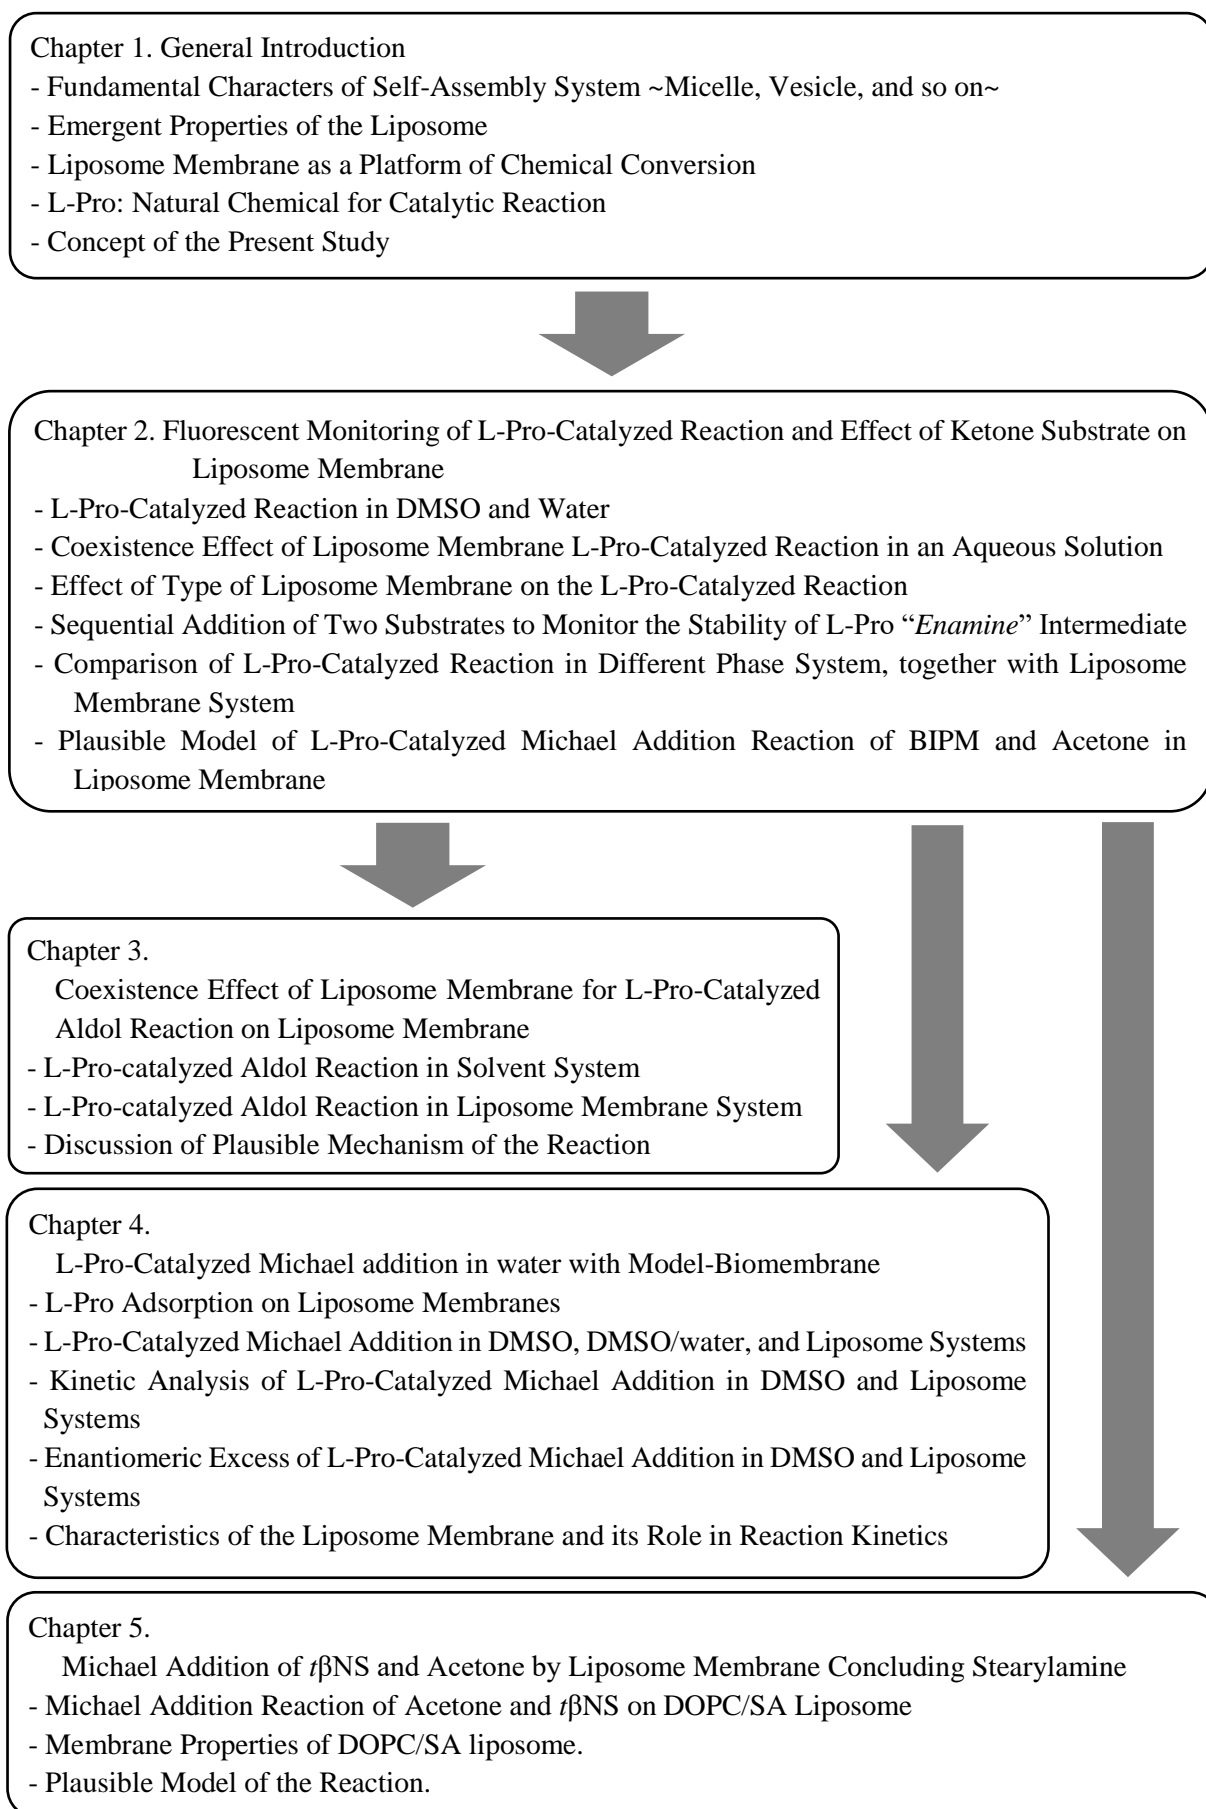 Chapter 1. General Introduction
- Fundamental Characters of Self-Assembly System ~Micelle, Vesicle, and so on~
- Emergent Properties of the Liposome
- Liposome Membrane as a Platform of Chemical Conversion
- L-Pro: Natural Chemical for Catalytic Reaction
- Concept of the Present Study
Chapter 2. Fluorescent Monitoring of L-Pro-Catalyzed Reaction and Effect of Ketone Substrate on
Liposome Membrane
- L-Pro-Catalyzed Reaction in DMSO and Water
- Coexistence Effect of Liposome Membrane L-Pro-Catalyzed Reaction in an Aqueous Solution
- Effect of Type of Liposome Membrane on the L-Pro-Catalyzed Reaction
- Sequential Addition of Two Substrates to Monitor the Stability of L-Pro “Enamine” Intermediate
- Comparison of L-Pro-Catalyzed Reaction in Different Phase System, together with Liposome
Membrane System
- Plausible Model of L-Pro-Catalyzed Michael Addition Reaction of BIPM and Acetone in
Liposome Membrane
Chapter 3.
Coexistence Effect of Liposome Membrane for L-Pro-Catalyzed
Aldol Reaction on Liposome Membrane
- L-Pro-catalyzed Aldol Reaction in Solvent System
- L-Pro-catalyzed Aldol Reaction in Liposome Membrane System
- Discussion of Plausible Mechanism of the Reaction
Chapter 4.
L-Pro-Catalyzed Michael addition in water with Model-Biomembrane
- L-Pro Adsorption on Liposome Membranes
- L-Pro-Catalyzed Michael Addition in DMSO, DMSO/water, and Liposome Systems
- Kinetic Analysis of L-Pro-Catalyzed Michael Addition in DMSO and Liposome
Systems
- Enantiomeric Excess of L-Pro-Catalyzed Michael Addition in DMSO and Liposome
Systems
- Characteristics of the Liposome Membrane and its Role in Reaction Kinetics
Chapter 5.
Michael Addition of tβNS and Acetone by Liposome Membrane Concluding Stearylamine
- Michael Addition Reaction of Acetone and tβNS on DOPC/SA Liposome
- Membrane Properties of DOPC/SA liposome.
- Plausible Model of the Reaction.